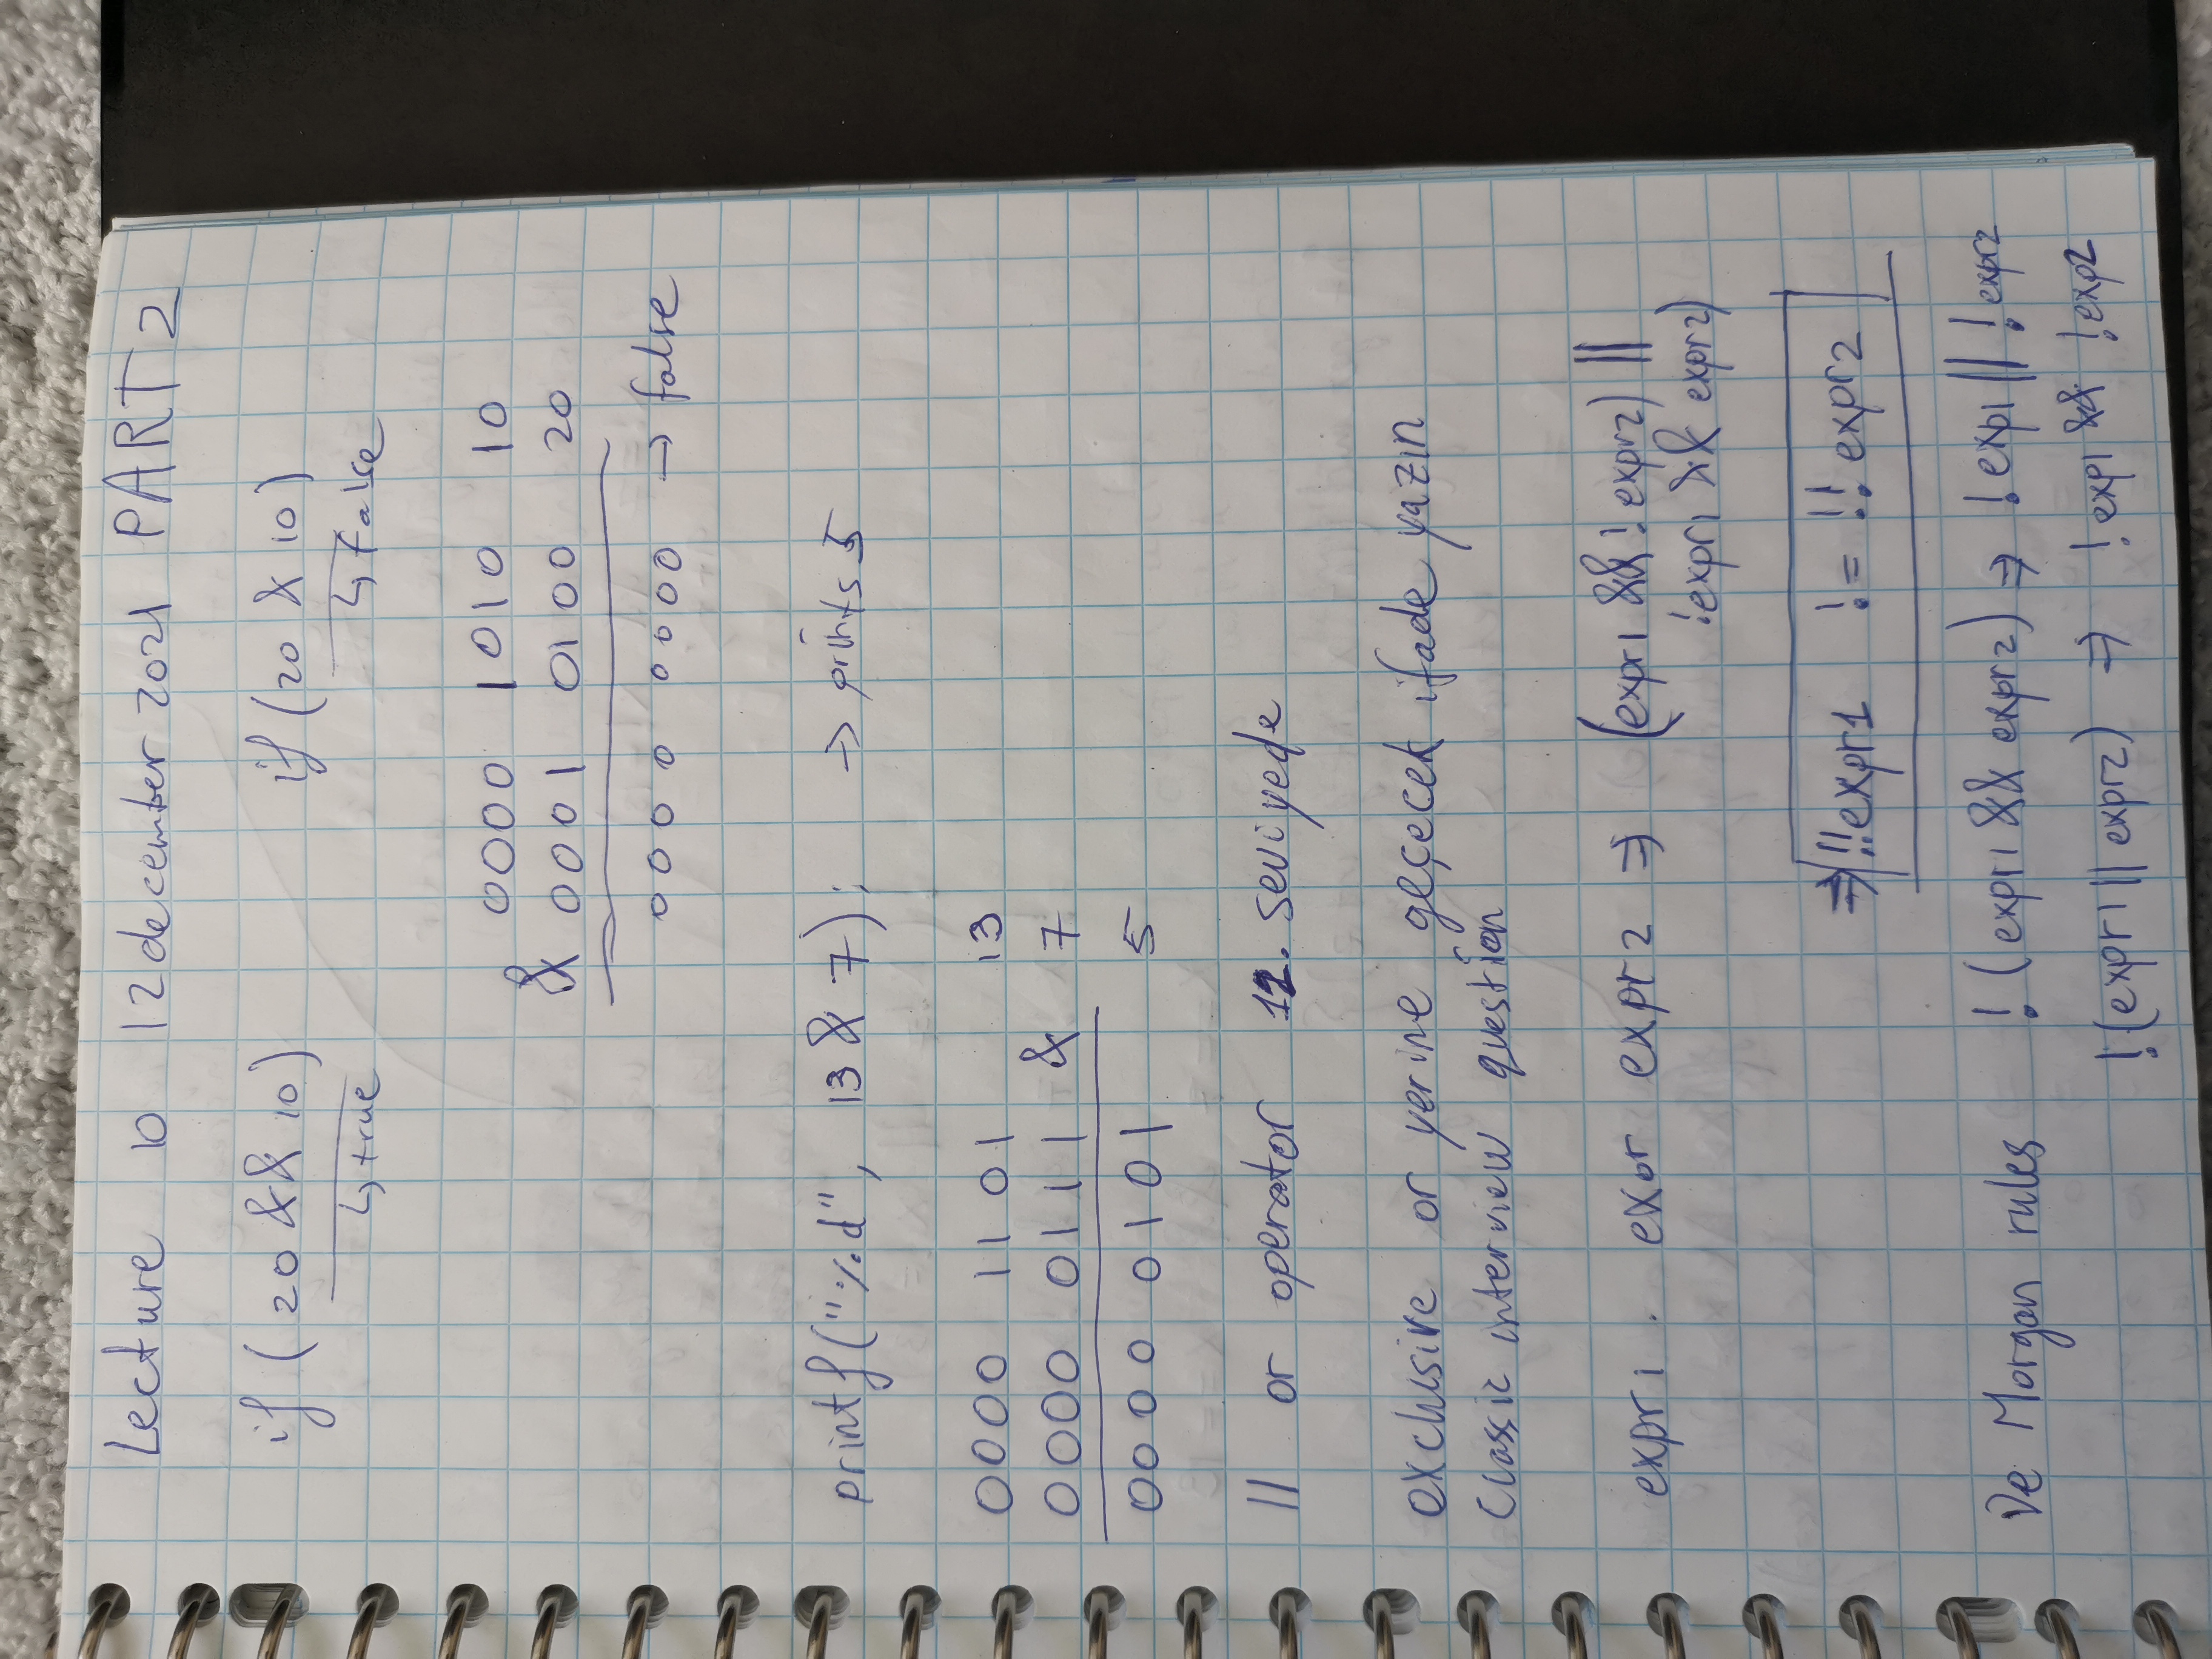 Lecture 10 12 december 2021 PART 2
if (20 && 10) if (20 & 10)
↳ true ↳ false
0000 1010 10
& 0001 0100 20
0000 0000 → false
printf("%d", 13 & 7); → prints 5
0000 1101 13
0000 0111 & 7
0000 0101 5
|| or operator 12. seviyede
exclusive or yerine geçecek ifade yazın
classic interview question
expr1 . exor expr2 ⇒ (expr1 && !expr2) ||
!expr1 && expr2)
⇒ !!expr1 != !!expr2
De Morgan rules !(expr1 && expr2) ⇒ !exp1 || !expr2
!(expr1 || expr2) ⇒ !exp1 && !exp2